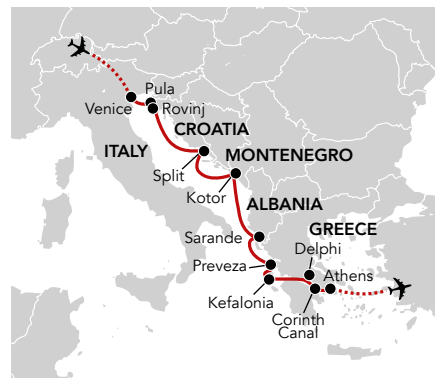 Pula
Venice
Rovinj
CROATIA
ITALY
Split
MONTENEGRO
Kotor
ALBANIA
Sarande
GREECE
Delphi
Preveza
Athens
Kefalonia
Corinth
Canal